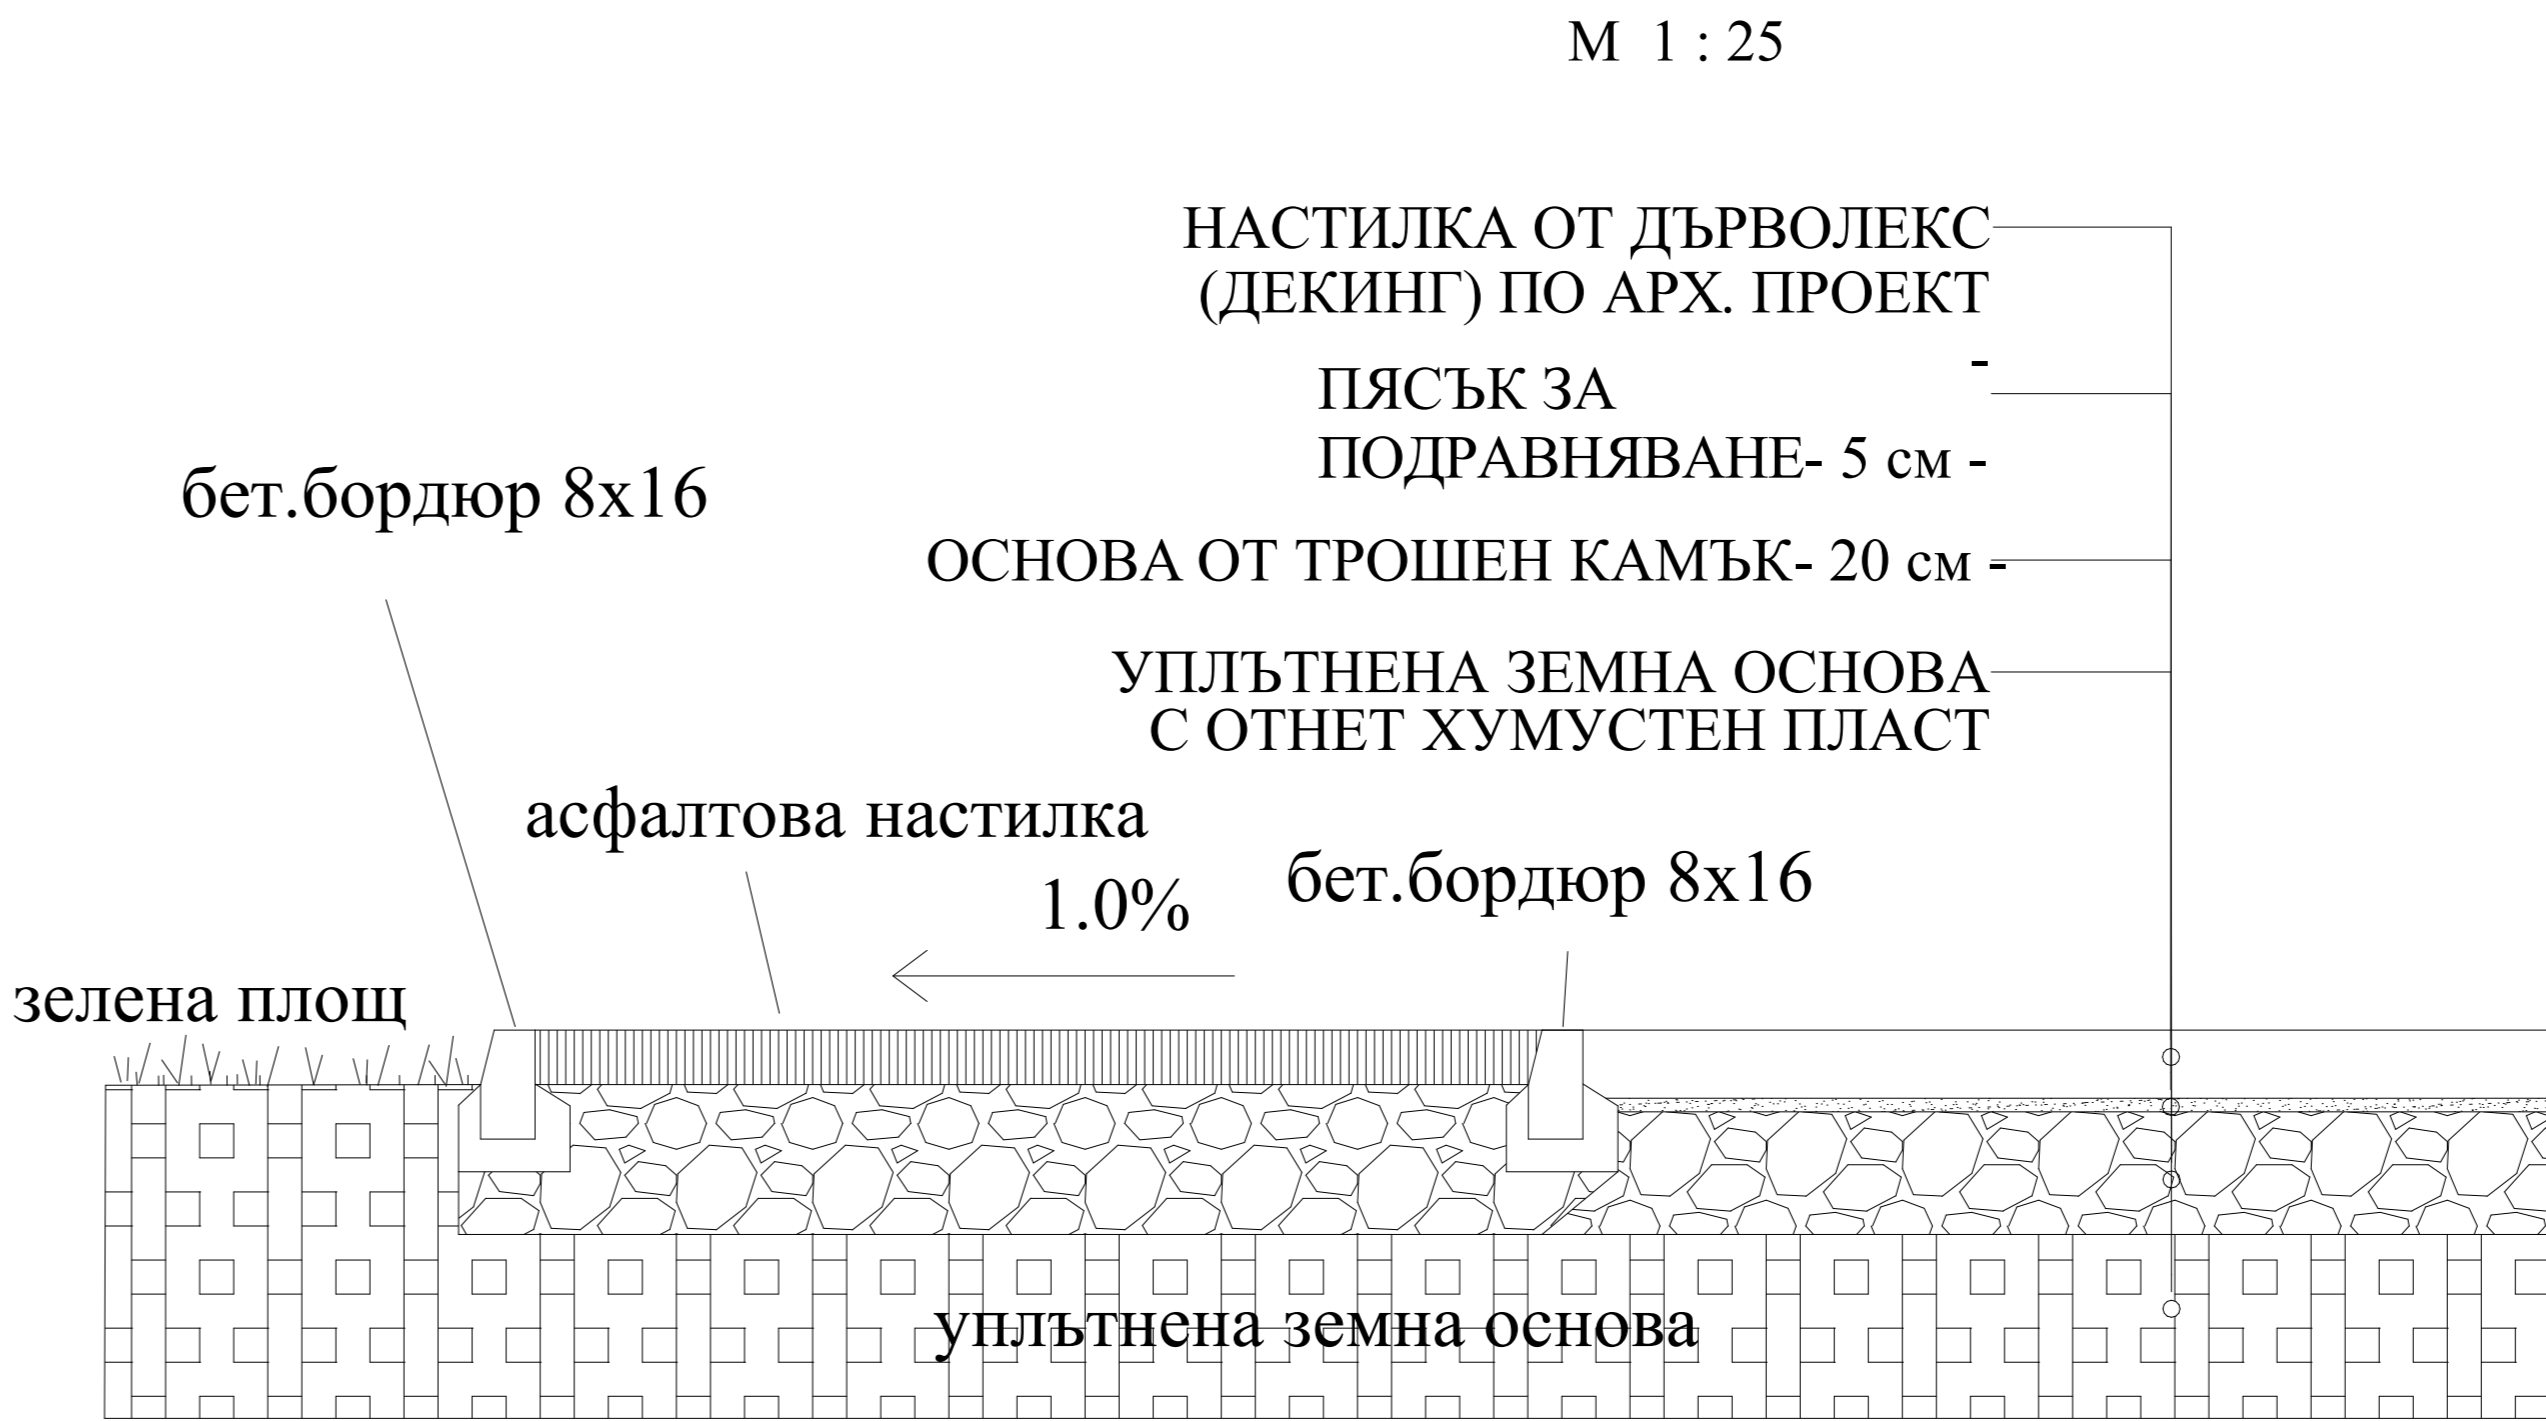 М 1 : 25
НАСТИЛКА ОТ ДЪРВОЛЕКС
(ДЕКИНГ) ПО АРХ. ПРОЕКТ
-
ПЯСЪК ЗА
ПОДРАВНЯВАНЕ- 5 см -
бет.бордюр 8х16
ОСНОВА ОТ ТРОШЕН КАМЪК- 20 см -
УПЛЪТНЕНА ЗЕМНА ОСНОВА
С ОТНЕТ ХУМУСТЕН ПЛАСТ
асфалтова настилка
1.0%
бет.бордюр 8х16
зелена площ
уплътнена земна основа